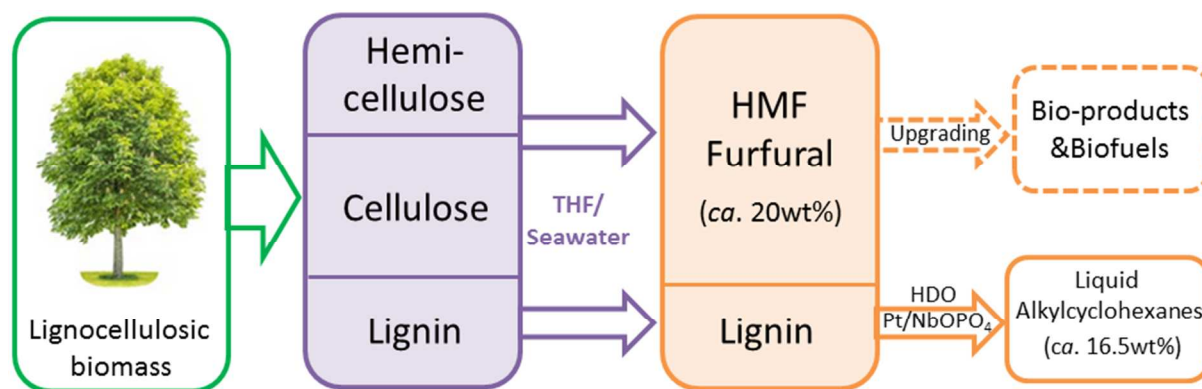 Lignocellulosic
biomass
Hemi-
cellulose
Cellulose
Lignin
THF/
Seawater
HMF
Furfural
(ca. 20wt%)
Lignin
Upgrading
Bio-products
&Biofuels
HDO
Pt/NbOPO₄
Liquid
Alkylcyclohexanes
(ca. 16.5wt%)